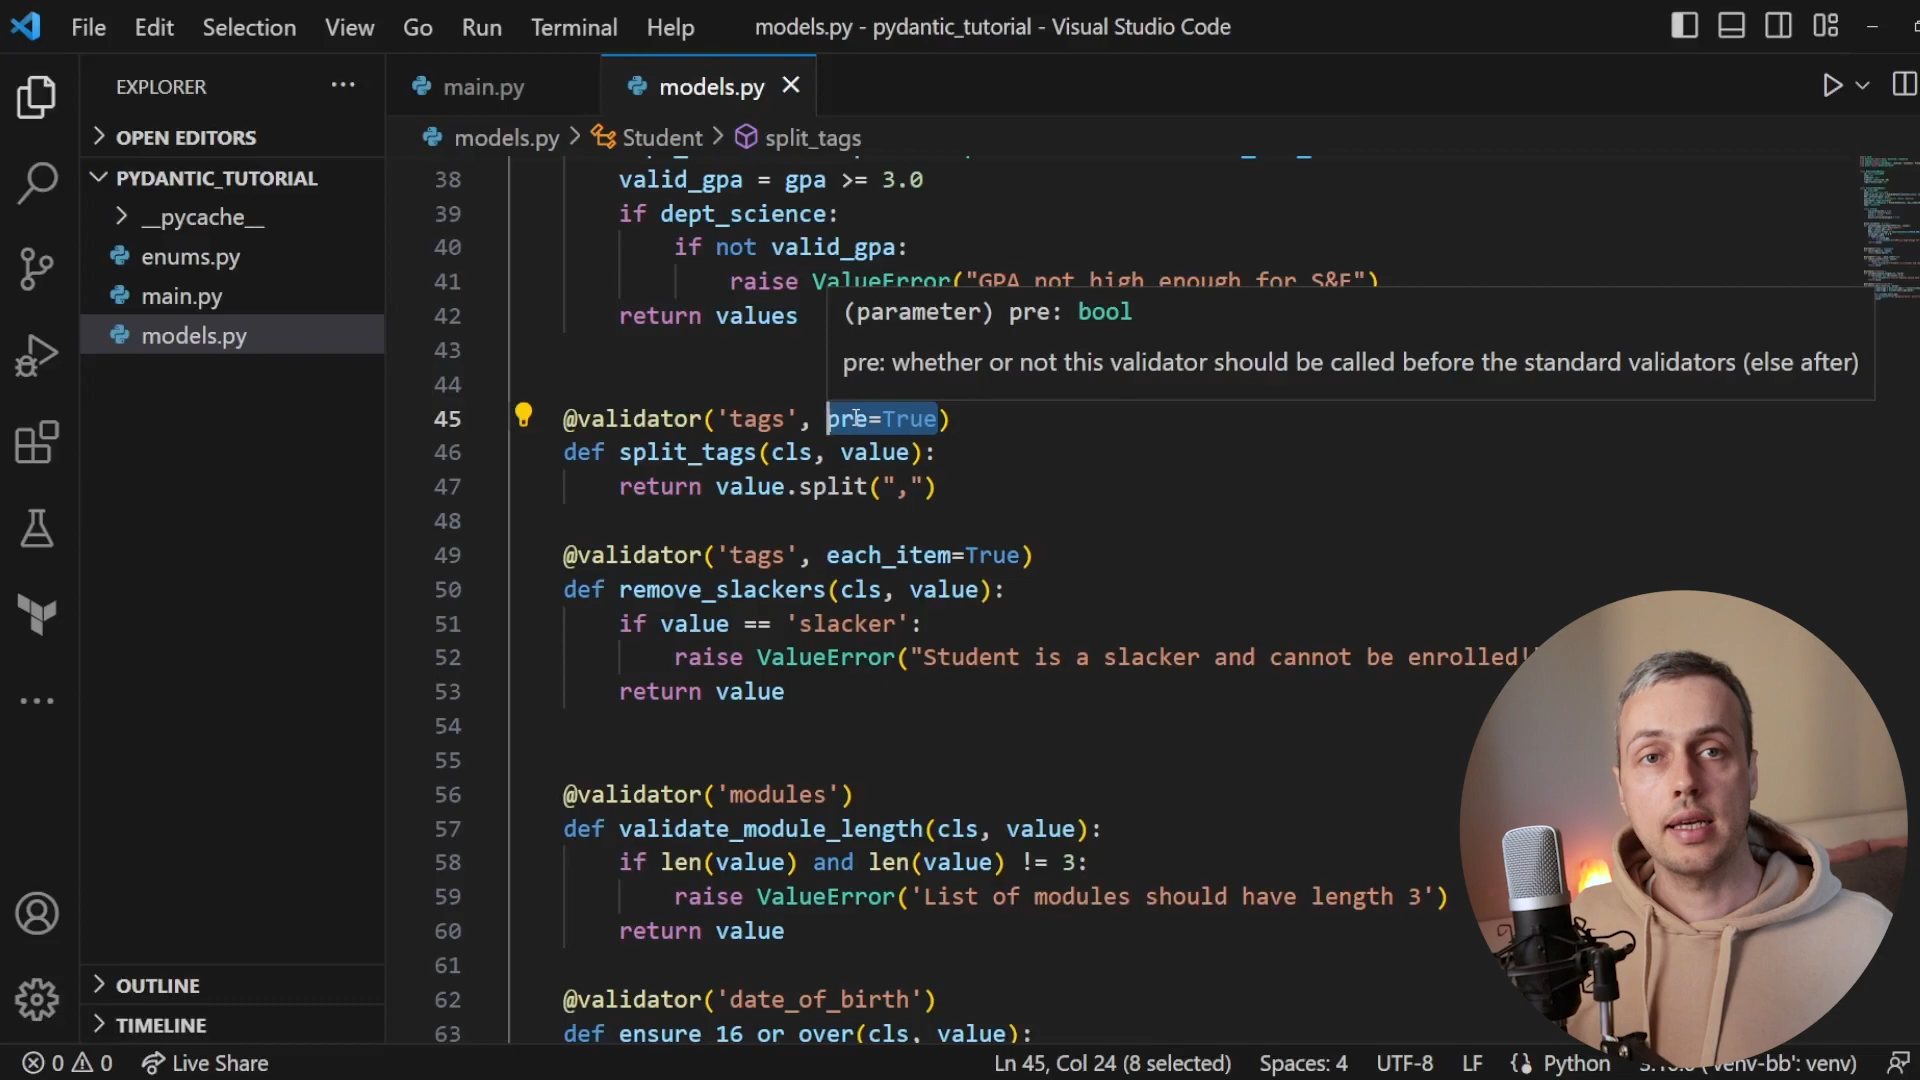 File Edit Selection View Go Run Terminal Help models.py - pydantic_tutorial - Visual Studio Code
EXPLORER
OPEN EDITORS
PYDANTIC_TUTORIAL
__pycache__
enums.py
main.py
models.py
OUTLINE
TIMELINE
main.py models.py
models.py > Student > split_tags
38 valid_gpa = gpa >= 3.0
39 if dept_science:
40 if not valid_gpa:
41 raise ValueError("GPA not high enough for S&E")
42 return values
(parameter) pre: bool
pre: whether or not this validator should be called before the standard validators (else after)
43
44
45 @validator('tags', pre=True)
46 def split_tags(cls, value):
47 return value.split(",")
48
49 @validator('tags', each_item=True)
50 def remove_slackers(cls, value):
51 if value == 'slacker':
52 raise ValueError("Student is a slacker and cannot be enrolled!
53 return value
54
55
56 @validator('modules')
57 def validate_module_length(cls, value):
58 if len(value) and len(value) != 3:
59 raise ValueError('List of modules should have length 3')
60 return value
61
62 @validator('date_of_birth')
63 def ensure_16_or_over(cls, value):
0 0 Live Share Ln 45, Col 24 (8 selected) Spaces: 4 UTF-8 LF Python venv-bb': venv)